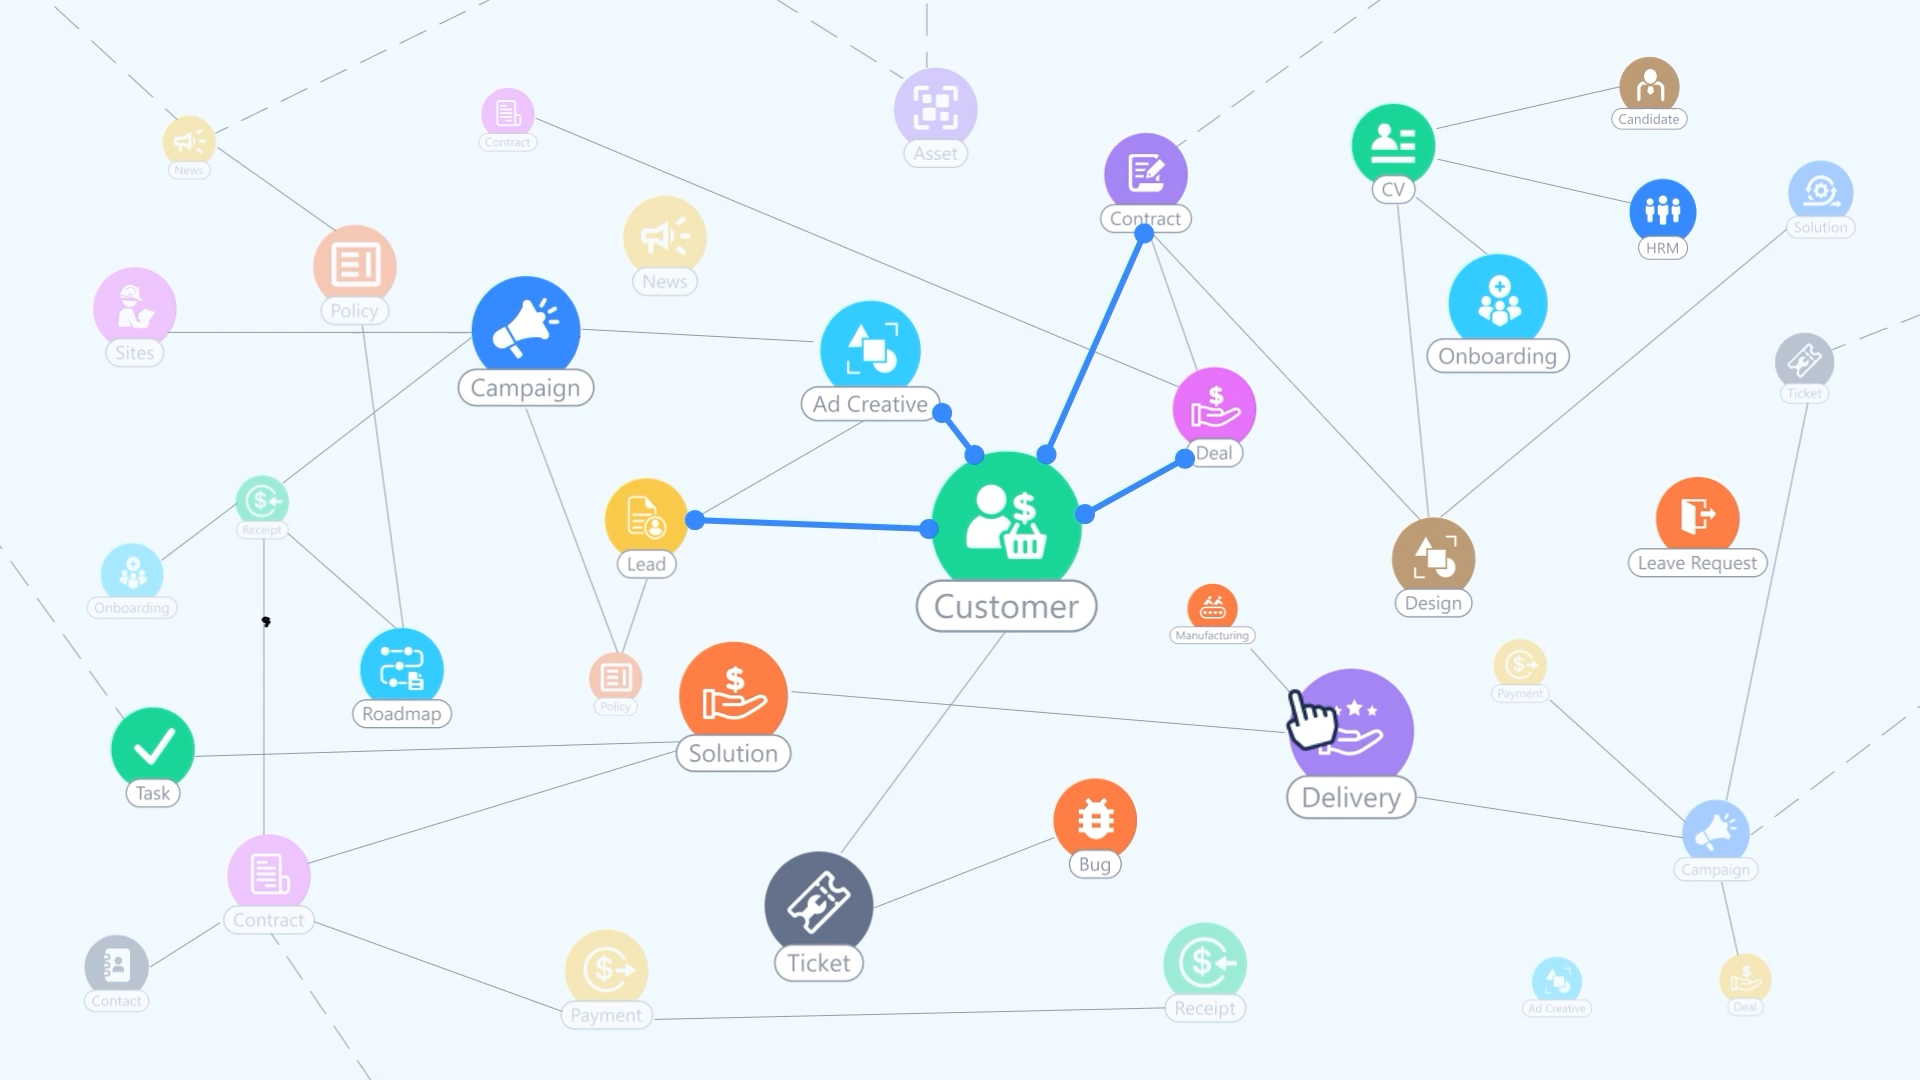 Candidate
Contract
Asset
News
CV
Contract
Solution
HRM
News
Policy
Sites
Onboarding
Campaign
Ticket
Ad Creative
Deal
Receipt
Lead
Leave Request
Design
Onboarding
Customer
Manufacturing
Payment
Policy
Roadmap
Solution
Task
Delivery
Bug
Campaign
Contract
Ticket
Contact
Payment
Receipt
Ad Creative
Deal